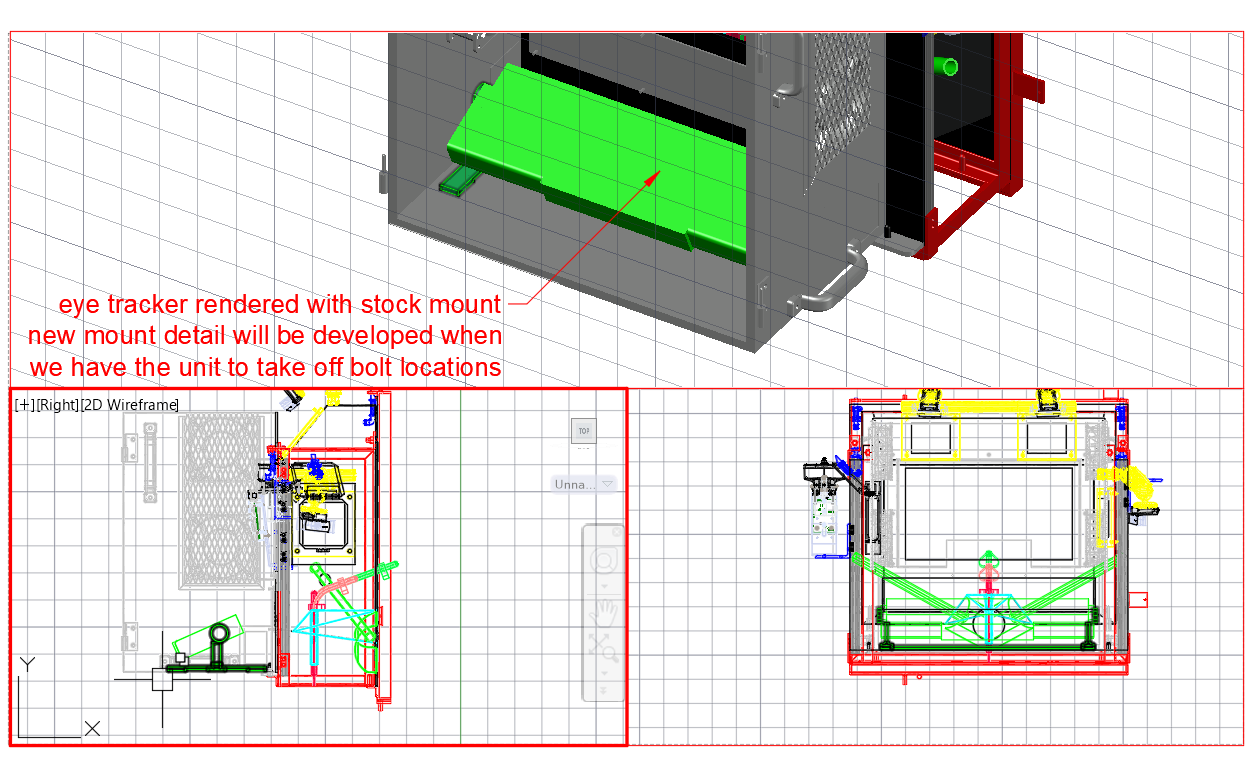 eye tracker rendered with stock mount
new mount detail will be developed when
we have the unit to take off bolt locations
[+][Right][2D Wireframe]
TOP
Unna...
Y
X